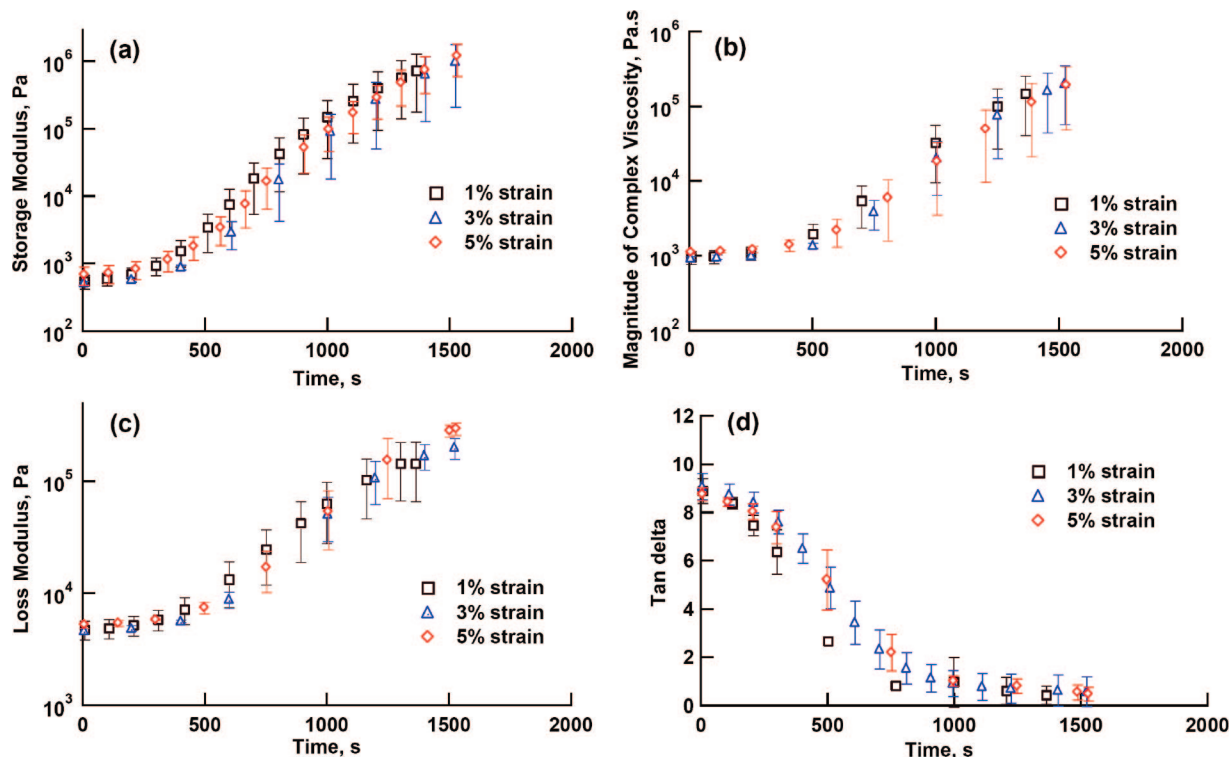 (a)
Storage Modulus, Pa
10^6
10^5
10^4
10^3
10^2
1% strain
3% strain
5% strain
0 500 1000 1500 2000
Time, s
(b)
Magnitude of Complex Viscosity, Pa.s
10^6
10^5
10^4
10^3
10^2
1% strain
3% strain
5% strain
0 500 1000 1500 2000
Time, s
(c)
Loss Modulus, Pa
10^5
10^4
10^3
1% strain
3% strain
5% strain
0 500 1000 1500 2000
Time, s
(d)
Tan delta
12
10
8
6
4
2
0
1% strain
3% strain
5% strain
0 500 1000 1500 2000
Time, s